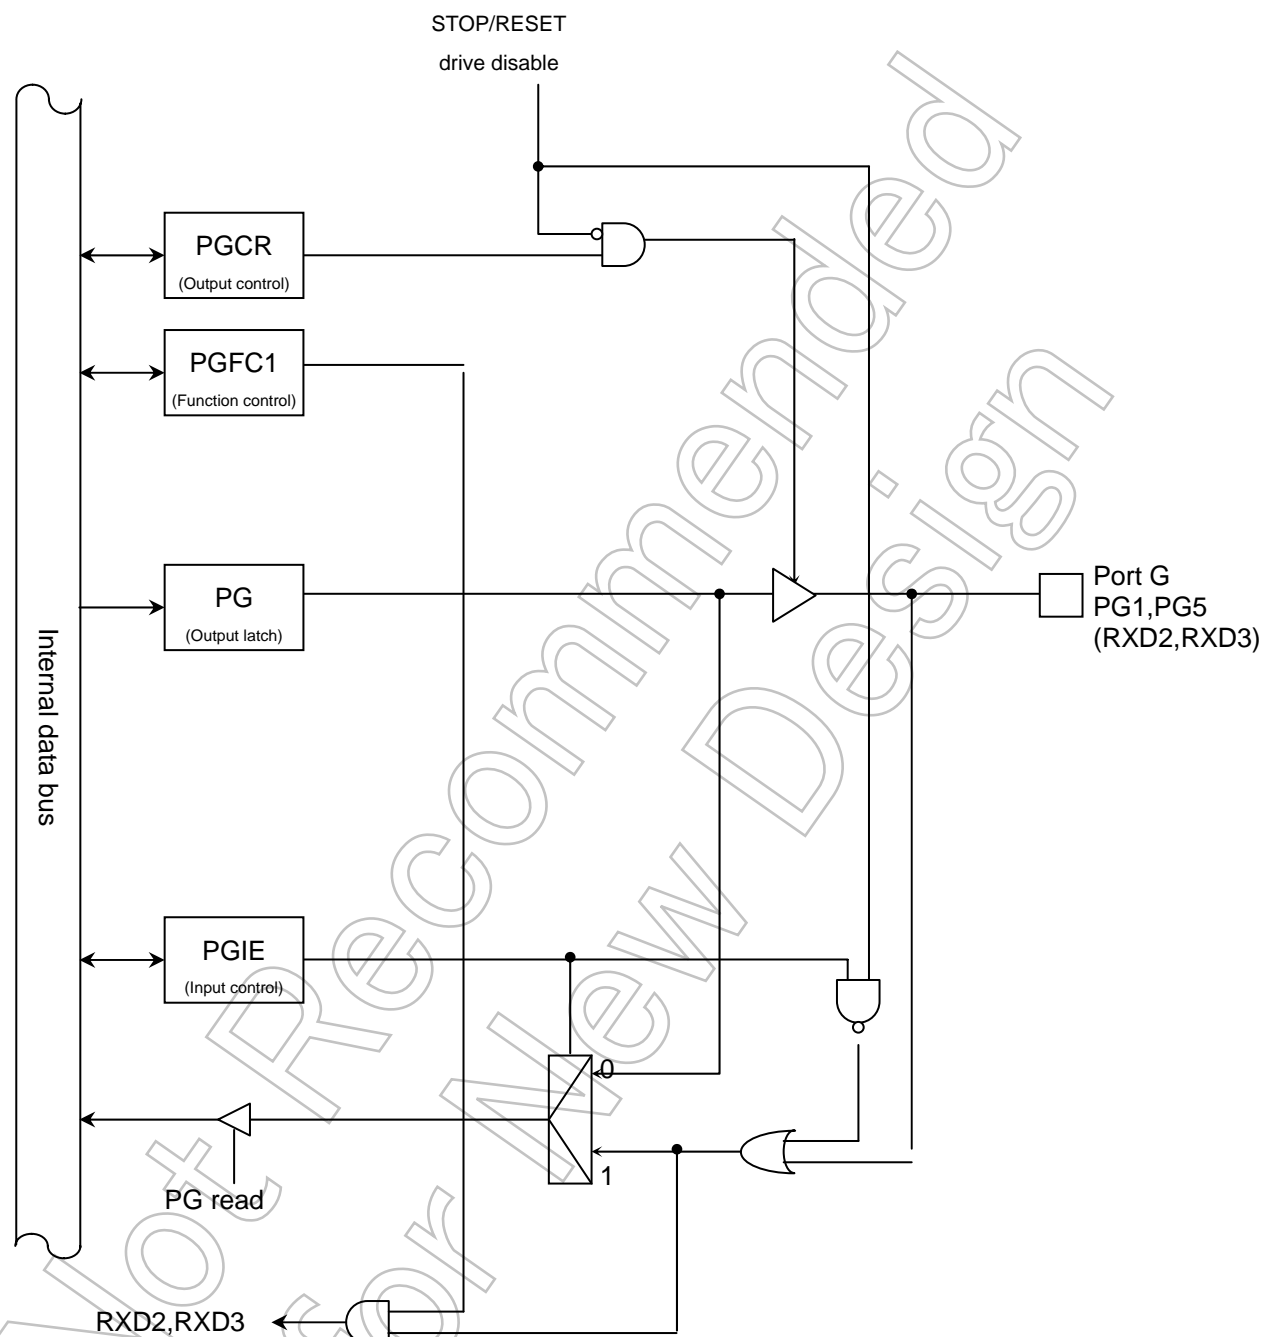 STOP/RESET
drive disable
PGCR
(Output control)
PGFC1
(Function control)
PG
(Output latch)
Port G
PG1,PG5
(RXD2,RXD3)
Internal data bus
PGIE
(Input control)
0
1
PG read
RXD2,RXD3
Not Recommended
for New Design